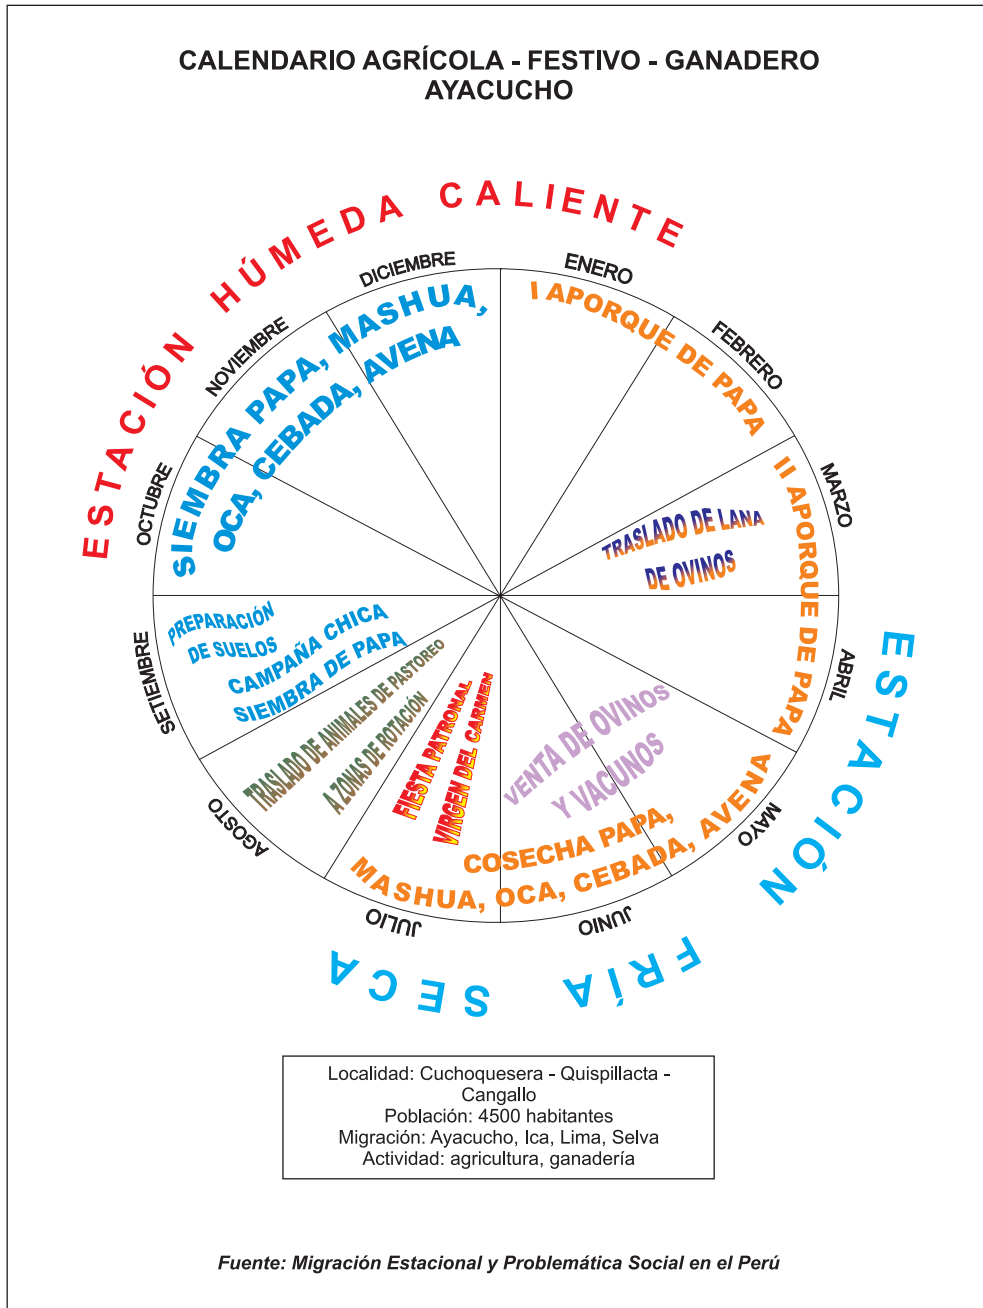 CALENDARIO AGRÍCOLA - FESTIVO - GANADERO
AYACUCHO
ESTACIÓN HÚMEDA CALIENTE
ENERO
FEBRERO
MARZO
ABRIL
MAYO
JUNIO
JULIO
AGOSTO
SETIEMBRE
OCTUBRE
NOVIEMBRE
DICIEMBRE
I APORQUE DE PAPA
II APORQUE DE PAPA
TRASLADO DE LANA
DE OVINOS
VENTA DE OVINOS
Y VACUNOS
COSECHA PAPA,
MASHUA, OCA, CEBADA, AVENA
FIESTA PATRONAL
VIRGEN DEL CARMEN
TRASLADO DE ANIMALES DE PASTOREO
A ZONAS DE ROTACIÓN
PREPARACIÓN
DE SUELOS
CAMPAÑA CHICA
SIEMBRA DE PAPA
SIEMBRA PAPA, MASHUA,
OCA, CEBADA, AVENA
ESTACIÓN FRÍA SECA
Localidad: Cuchoquesera - Quispillacta -
Cangallo
Población: 4500 habitantes
Migración: Ayacucho, Ica, Lima, Selva
Actividad: agricultura, ganadería
Fuente: Migración Estacional y Problemática Social en el Perú